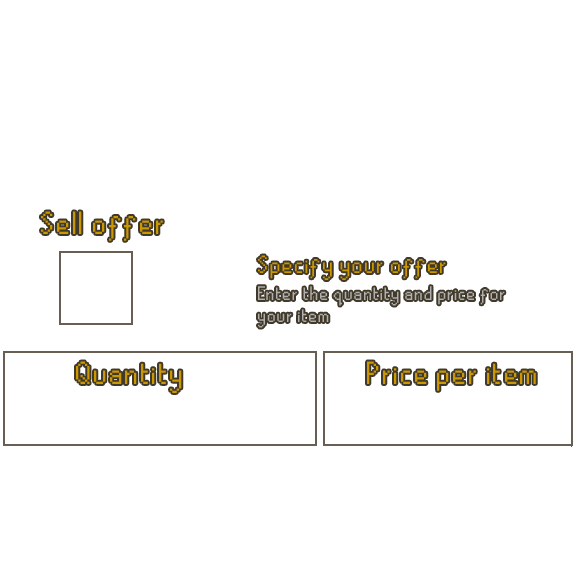 Sell offer
Specify your offer
Enter the quantity and price for
your item
Quantity
Price per item